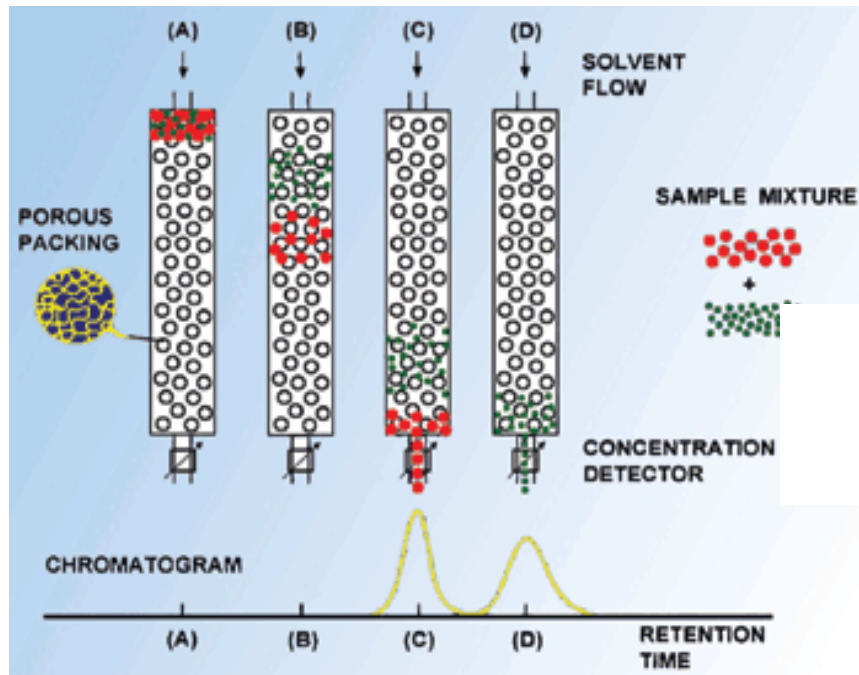 (A) (B) (C) (D)
SOLVENT
FLOW
POROUS
PACKING
SAMPLE MIXTURE
+
CONCENTRATION
DETECTOR
CHROMATOGRAM
(A) (B) (C) (D)
RETENTION
TIME